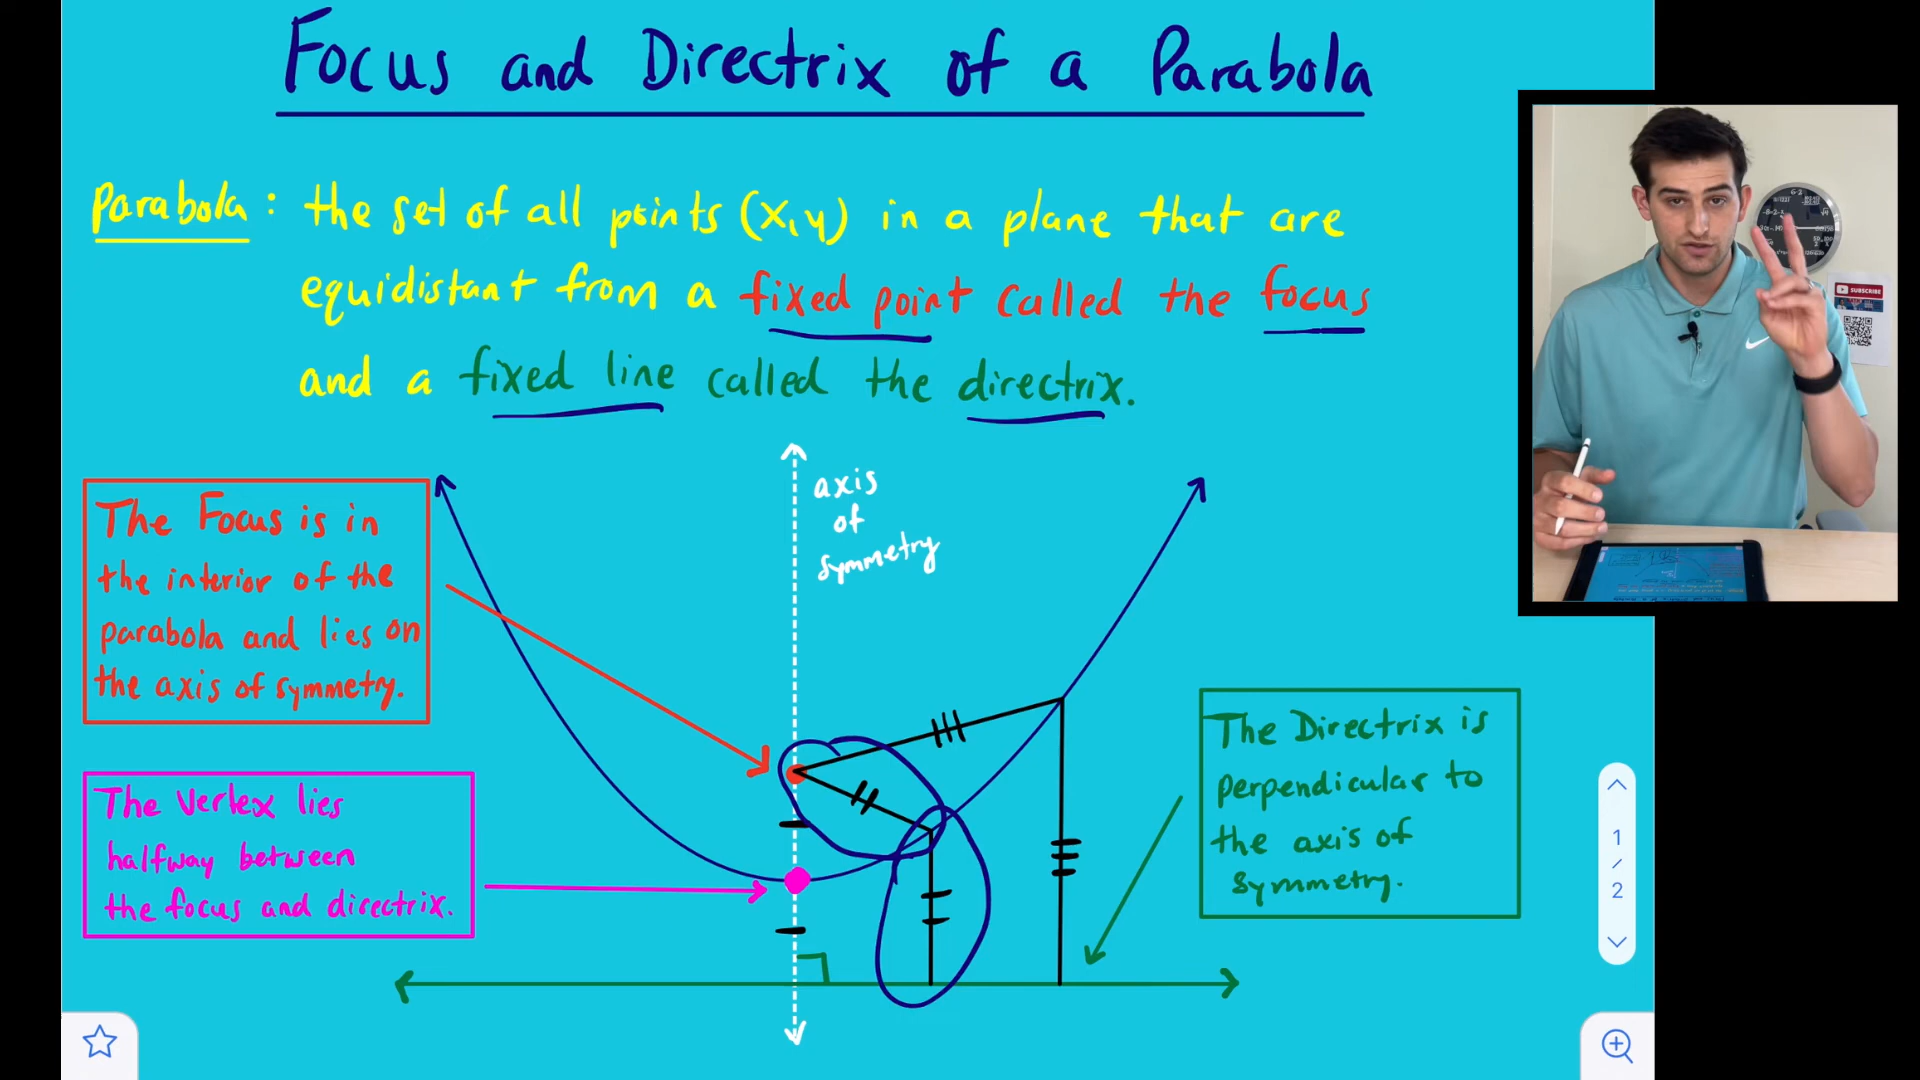 Focus and Directrix of a Parabola
Parabola: the set of all points (x,y) in a plane that are
equidistant from a fixed point called the focus
and a fixed line called the directrix.
axis
of
symmetry
The Focus is in
the interior of the
parabola and lies on
the axis of symmetry.
The Vertex lies
halfway between
the focus and directrix.
The Directrix is
perpendicular to
the axis of
symmetry.
SUBSCRIBE
1
/
2